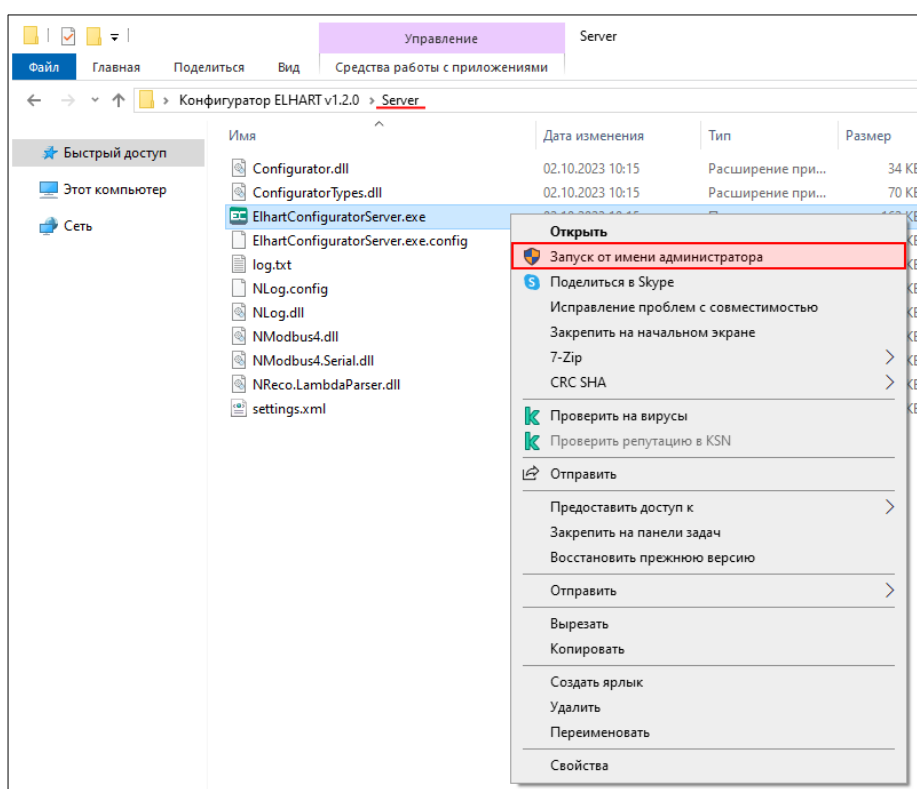 Управление
Server
Файл
Главная
Поделиться
Вид
Средства работы с приложениями
Конфигуратор ELHART v1.2.0 > Server
Быстрый доступ
Этот компьютер
Сеть
Имя
Дата изменения
Тип
Размер
Configurator.dll 02.10.2023 10:15 Расширение при... 34 КБ
ConfiguratorTypes.dll 02.10.2023 10:15 Расширение при... 70 КБ
ElhartConfiguratorServer.exe
ElhartConfiguratorServer.exe.config
log.txt
NLog.config
NLog.dll
NModbus4.dll
NModbus4.Serial.dll
NReco.LambdaParser.dll
settings.xml
Открыть
Запуск от имени администратора
Поделиться в Skype
Исправление проблем с совместимостью
Закрепить на начальном экране
7-Zip
CRC SHA
Проверить на вирусы
Проверить репутацию в KSN
Отправить
Предоставить доступ к
Закрепить на панели задач
Восстановить прежнюю версию
Отправить
Вырезать
Копировать
Создать ярлык
Удалить
Переименовать
Свойства